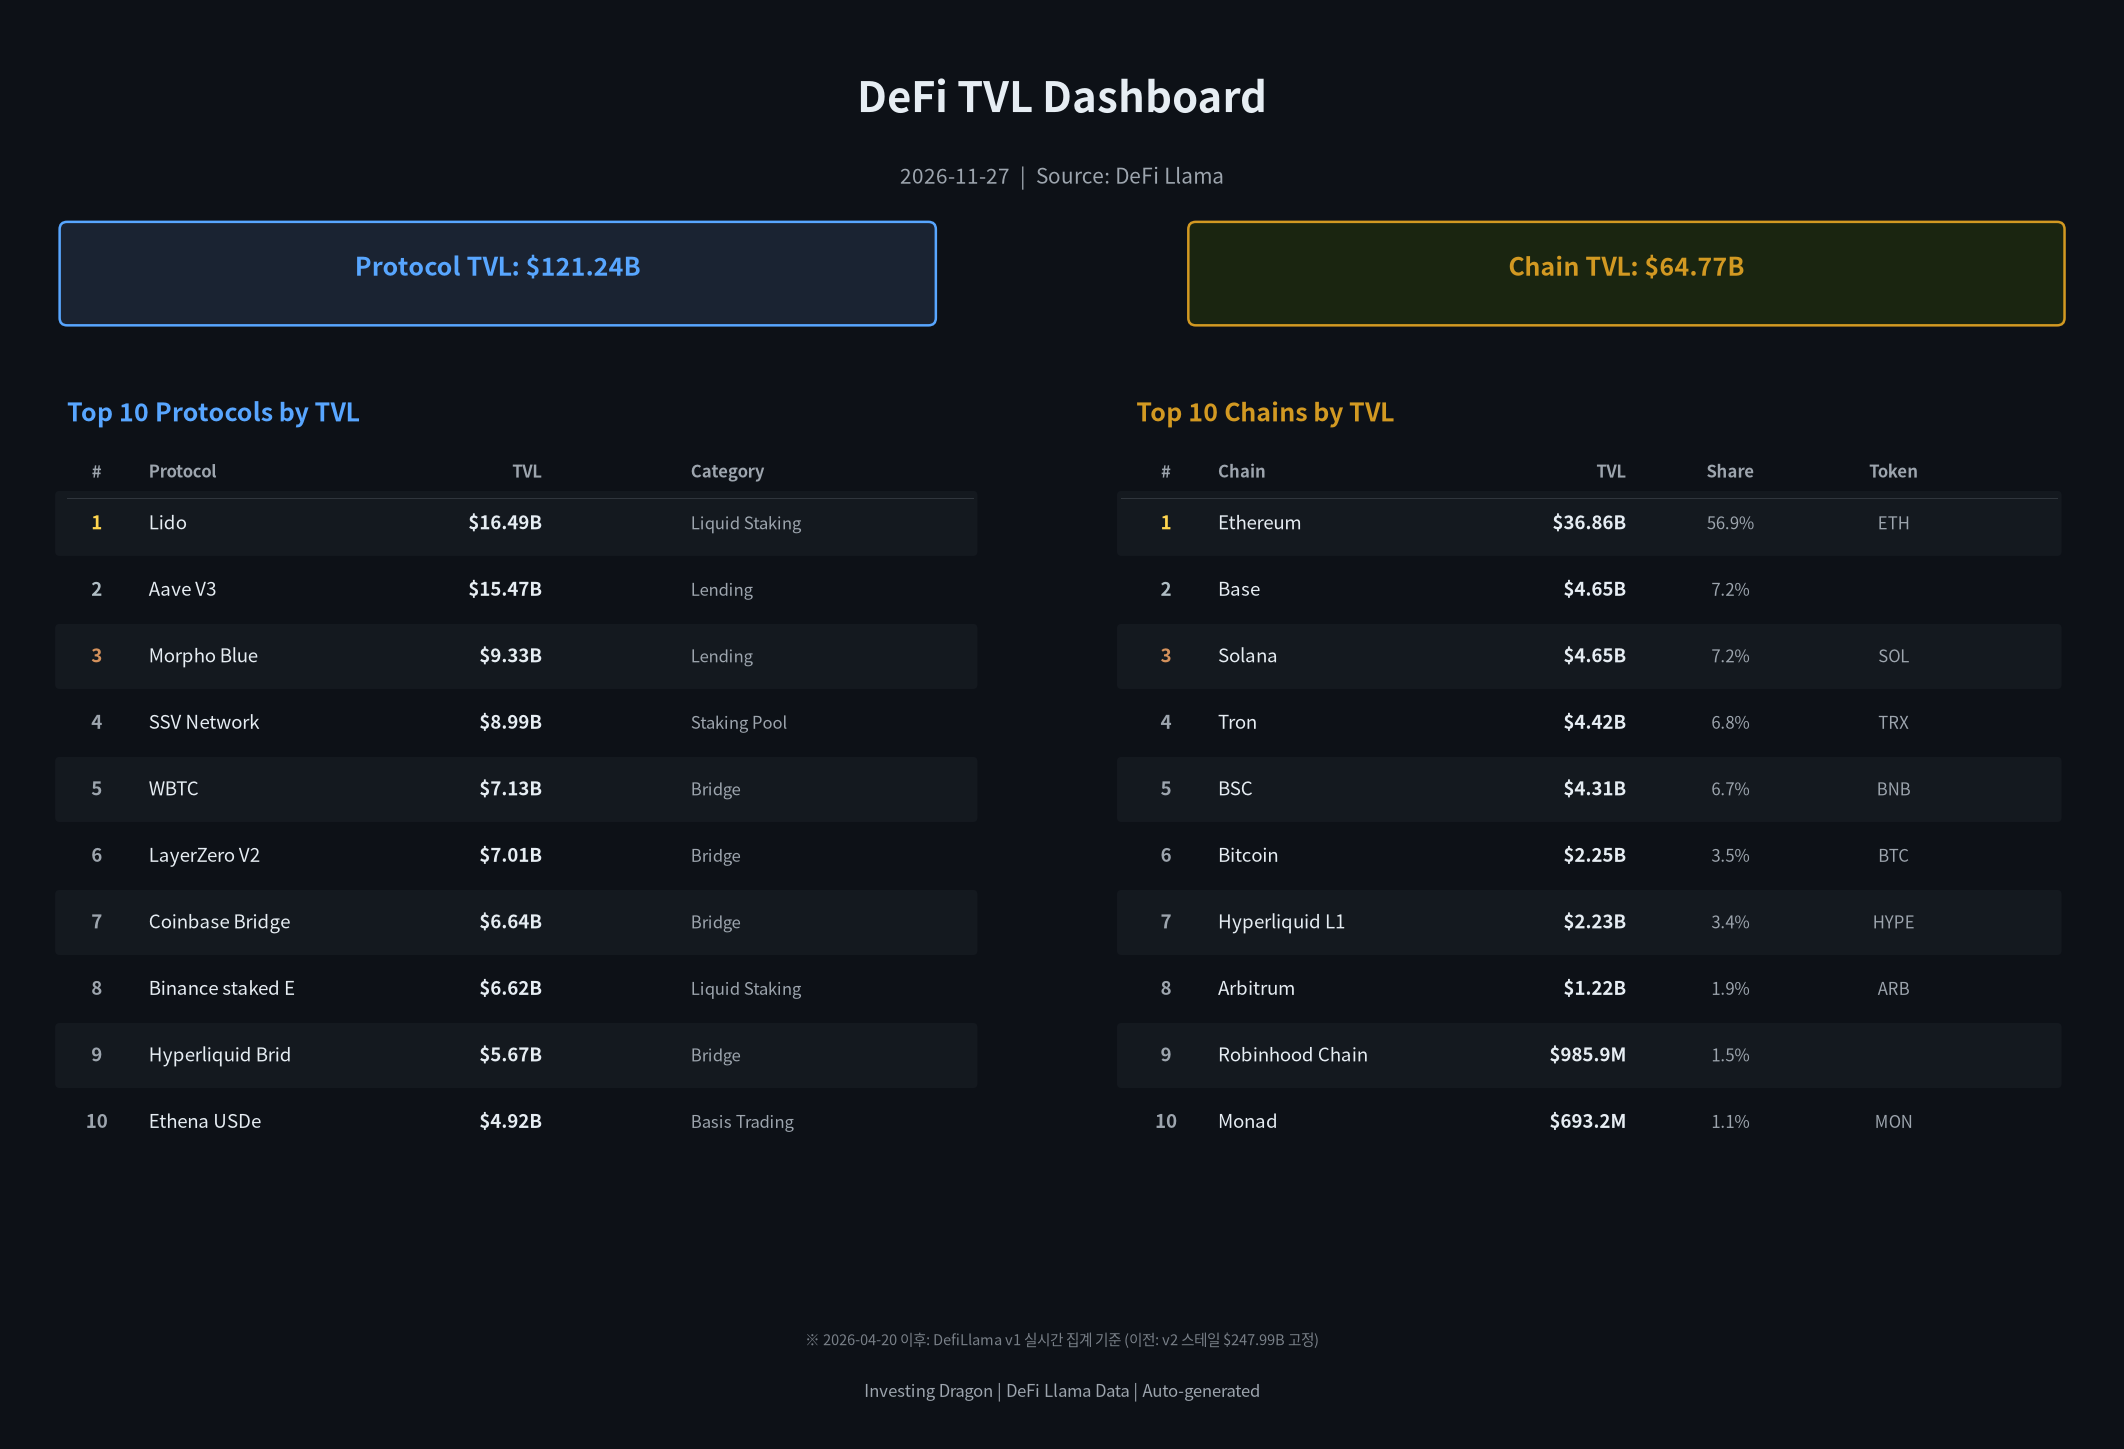 DeFi TVL Dashboard
2026-11-27 | Source: DeFi Llama
Protocol TVL: $121.24B
Chain TVL: $64.77B
Top 10 Protocols by TVL
# Protocol TVL Category
1 Lido $16.49B Liquid Staking
2 Aave V3 $15.47B Lending
3 Morpho Blue $9.33B Lending
4 SSV Network $8.99B Staking Pool
5 WBTC $7.13B Bridge
6 LayerZero V2 $7.01B Bridge
7 Coinbase Bridge $6.64B Bridge
8 Binance staked E $6.62B Liquid Staking
9 Hyperliquid Brid $5.67B Bridge
10 Ethena USDe $4.92B Basis Trading
Top 10 Chains by TVL
# Chain TVL Share Token
1 Ethereum $36.86B 56.9% ETH
2 Base $4.65B 7.2%
3 Solana $4.65B 7.2% SOL
4 Tron $4.42B 6.8% TRX
5 BSC $4.31B 6.7% BNB
6 Bitcoin $2.25B 3.5% BTC
7 Hyperliquid L1 $2.23B 3.4% HYPE
8 Arbitrum $1.22B 1.9% ARB
9 Robinhood Chain $985.9M 1.5%
10 Monad $693.2M 1.1% MON
※ 2026-04-20 이후: DefiLlama v1 실시간 집계 기준 (이전: v2 스테일 $247.99B 고정)
Investing Dragon | DeFi Llama Data | Auto-generated